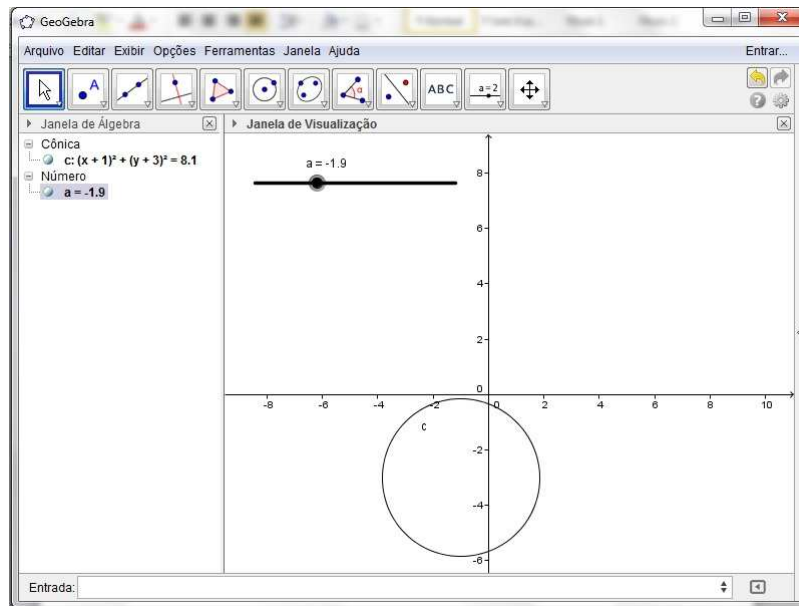 GeoGebra
Arquivo Editar Exibir Opções Ferramentas Janela Ajuda Entrar...
A α ABC a=2
Janela de Álgebra
Cônica
c: (x + 1)² + (y + 3)² = 8.1
Número
a = -1.9
Janela de Visualização
a = -1.9
8
6
4
2
0
-8 -6 -4 -2 0 2 4 6 8 10
c
-2
-4
-6
Entrada: